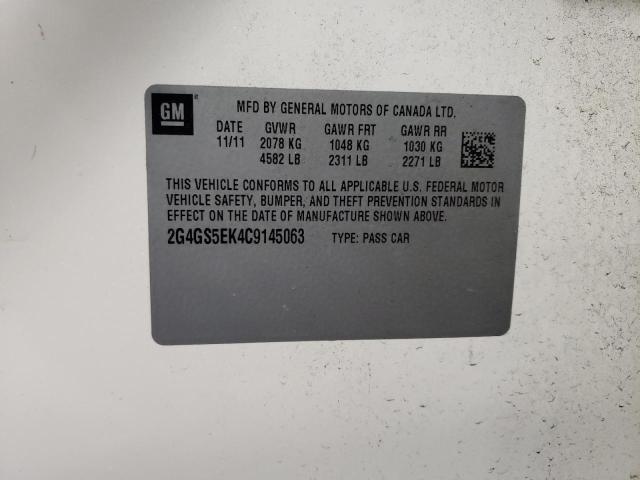 GM
MFD BY GENERAL MOTORS OF CANADA LTD.
DATE GVWR GAWR FRT GAWR RR
11/11 2078 KG 1048 KG 1030 KG
4582 LB 2311 LB 2271 LB
THIS VEHICLE CONFORMS TO ALL APPLICABLE U.S. FEDERAL MOTOR
VEHICLE SAFETY, BUMPER, AND THEFT PREVENTION STANDARDS IN
EFFECT ON THE DATE OF MANUFACTURE SHOWN ABOVE.
2G4GS5EK4C9145063 TYPE: PASS CAR